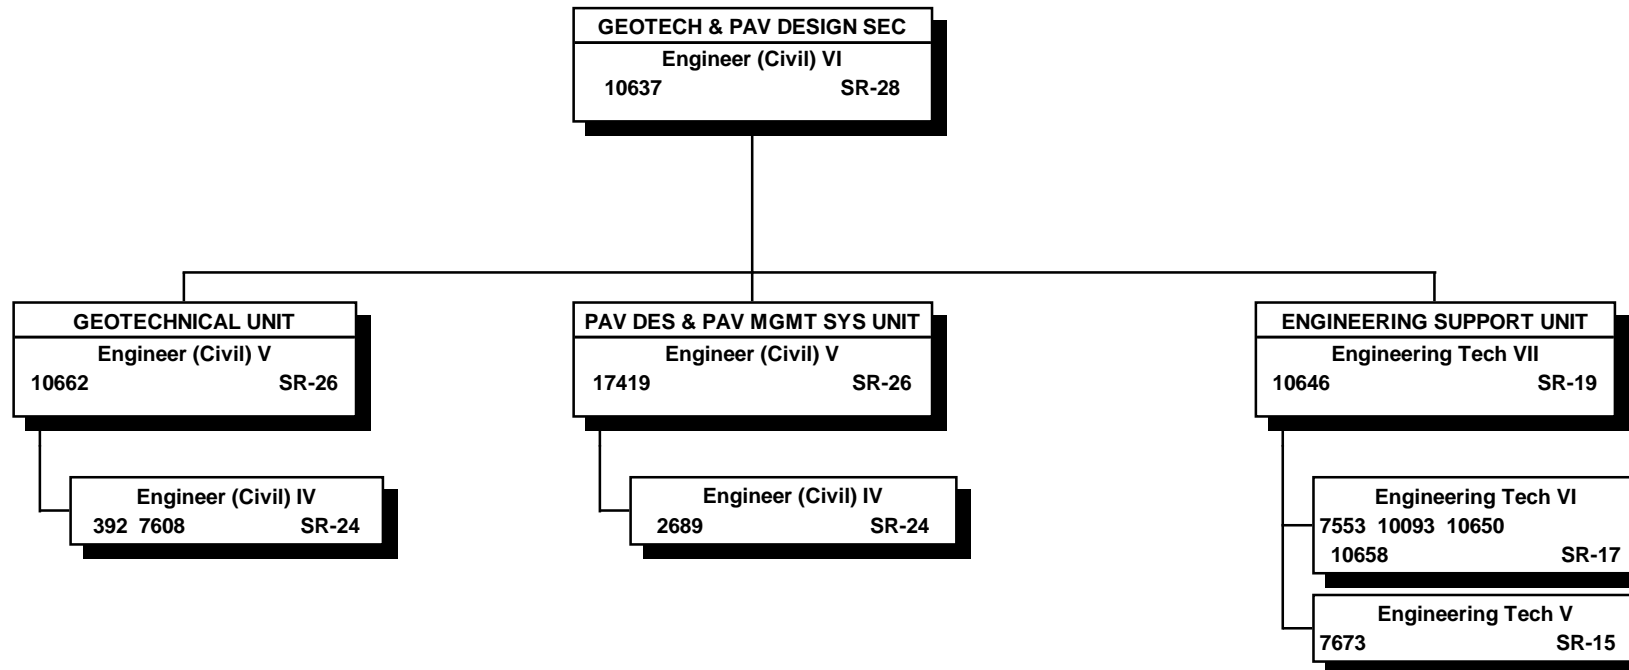 GEOTECH & PAV DESIGN SEC
Engineer (Civil) VI
10637 SR-28
GEOTECHNICAL UNIT
Engineer (Civil) V
10662 SR-26
Engineer (Civil) IV
392 7608 SR-24
PAV DES & PAV MGMT SYS UNIT
Engineer (Civil) V
17419 SR-26
Engineer (Civil) IV
2689 SR-24
ENGINEERING SUPPORT UNIT
Engineering Tech VII
10646 SR-19
Engineering Tech VI
7553 10093 10650
10658 SR-17
Engineering Tech V
7673 SR-15